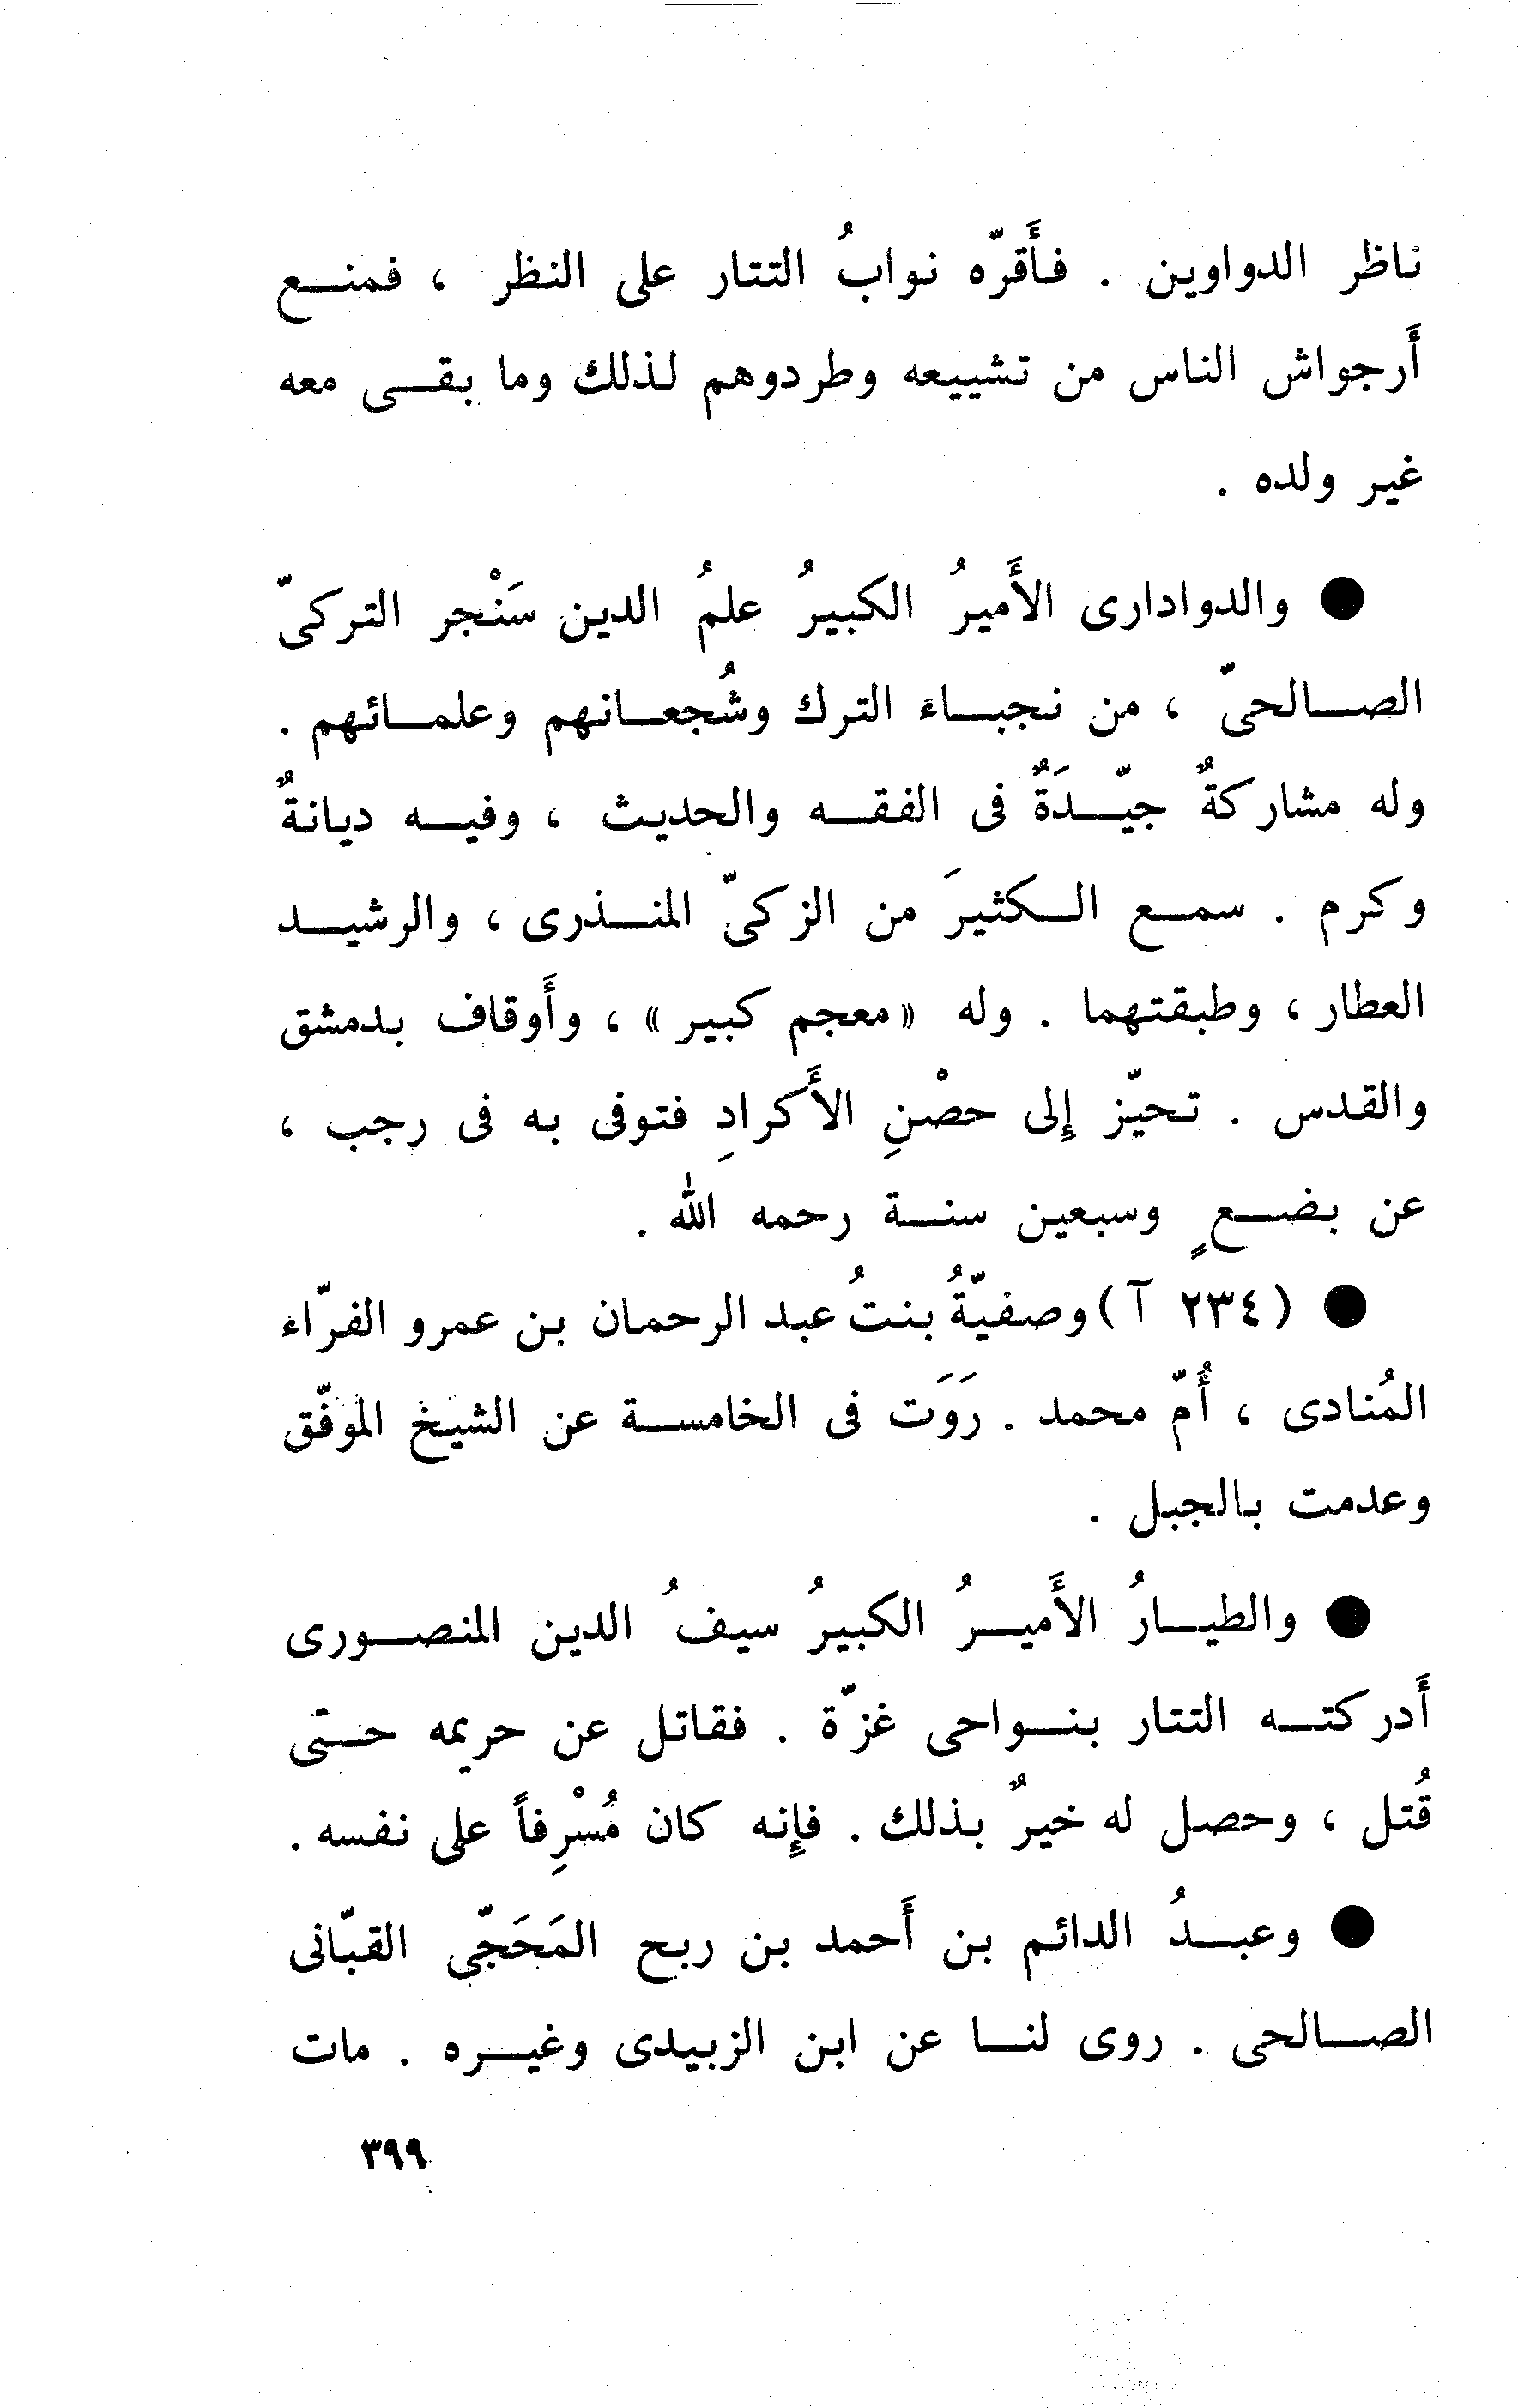 ناظر الدواوين . فأَقرّه نوابُ التتار على النظر ، فمنع
أَرجواش الناس من تشييعه وطردوهم لذلك وما بقى معه
غير ولده .
● والدوادارى الأَميرُ الكبيرُ علمُ الدين سَنْجر التركىّ
الصالحىّ ، من نجباء الترك وشُجعانهم وعلمائهم .
وله مشاركةٌ جيّدَةٌ فى الفقه والحديث ، وفيه ديانةٌ
وكرم . سمع الكثيرَ من الزكىّ المنذرى ، والرشيد
العطار ، وطبقتهما . وله «معجم كبير» ، وأَوقاف بدمشق
والقدس . تحيّز إلى حصْنِ الأَكرادِ فتوفى به فى رجب ،
عن بضعٍ وسبعين سنة رحمه الله .
● (٢٣٤ آ) وصفيّةُ بنتُ عبد الرحمان بن عمرو الفرّاء
المُنادى ، أُمّ محمد . رَوَت فى الخامسة عن الشيخ الموفّق
وعدمت بالجبل .
● والطيارُ الأَميرُ الكبيرُ سيفُ الدين المنصورى
أَدركته التتار بنواحى غزّة . فقاتل عن حريمه حتى
قُتل ، وحصل له خيرٌ بذلك . فإنه كان مُسْرِفاً على نفسه .
● وعبدُ الدائم بن أَحمد بن ربح المَحَجّى القبّانى
الصالحى . روى لنا عن ابن الزبيدى وغيره . مات
٣٩٩